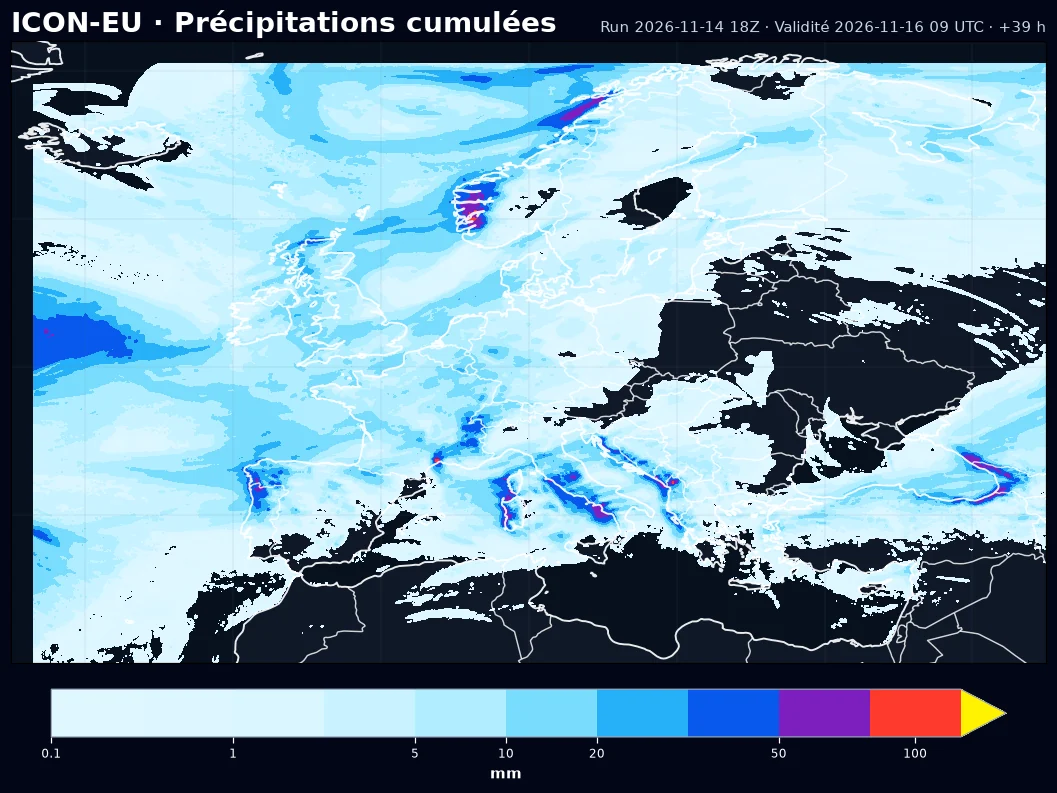 ICON-EU · Précipitations cumulées
Run 2026-11-14 18Z · Validité 2026-11-16 09 UTC · +39 h
0.1 1 5 10 20 50 100
mm